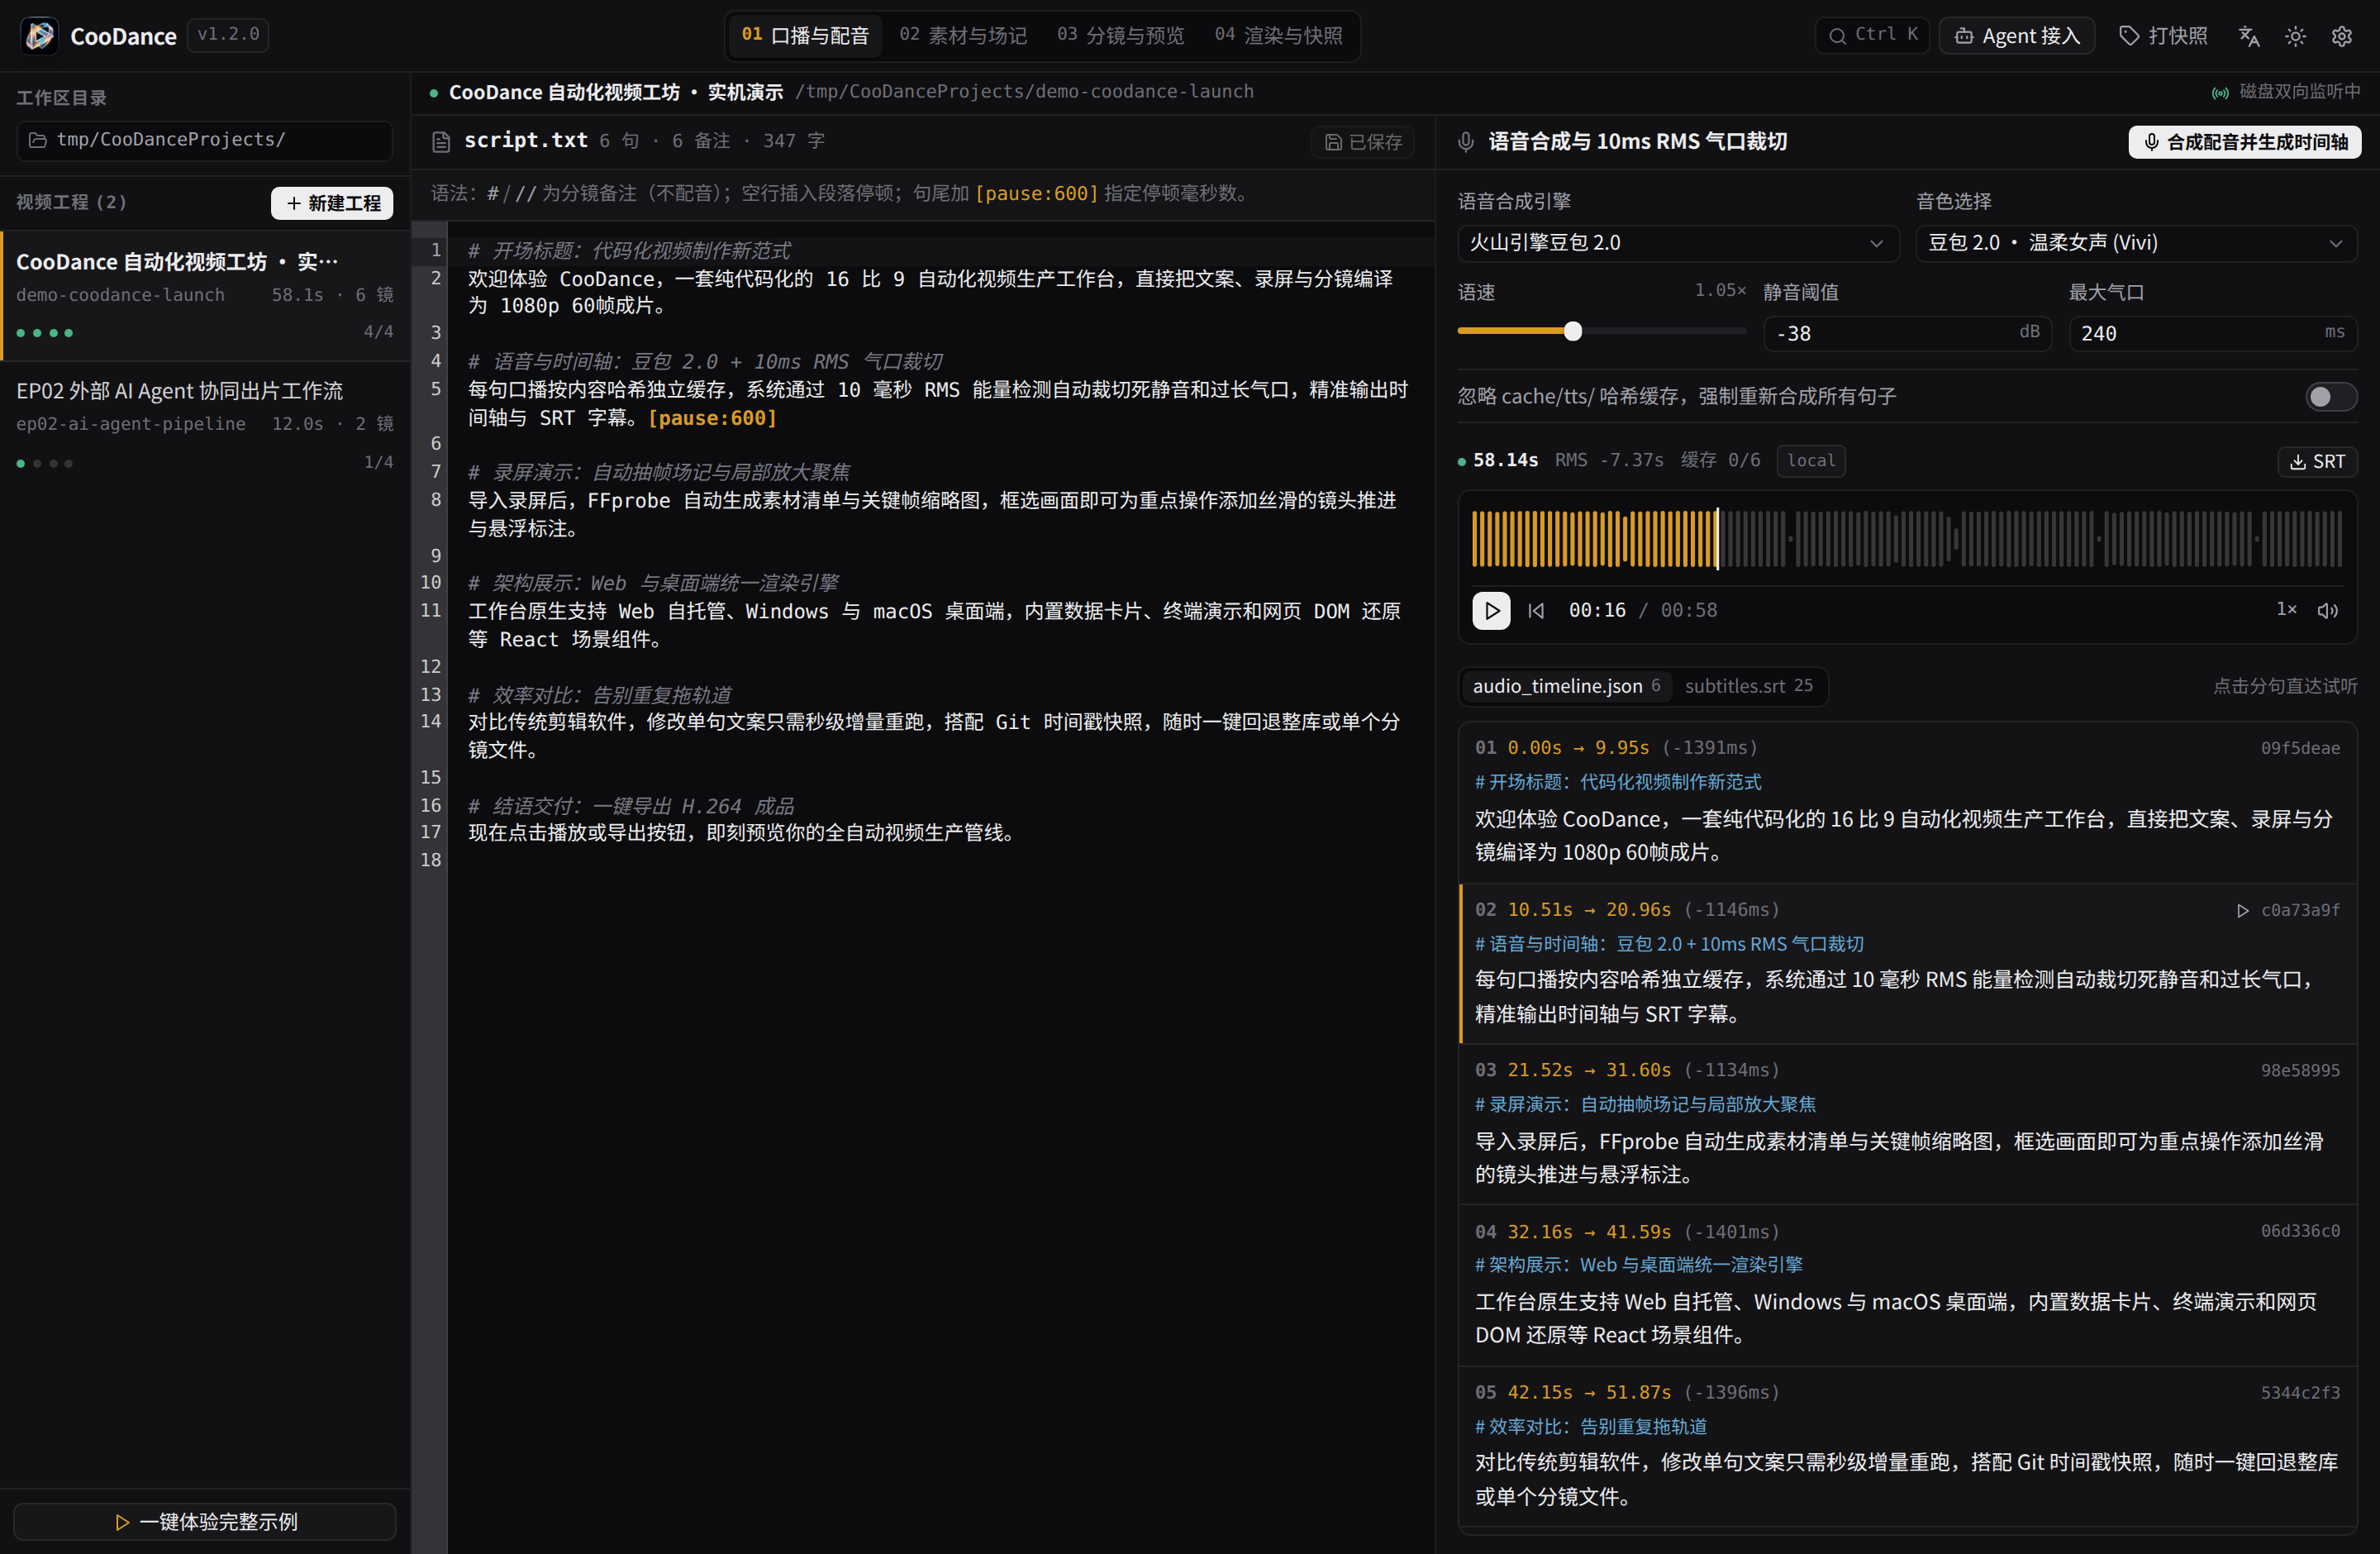 CooDance v1.2.0
01 口播与配音 02 素材与场记 03 分镜与预览 04 渲染与快照
Ctrl K Agent 接入 打快照
工作区目录
tmp/CooDanceProjects/
视频工程 (2) + 新建工程
CooDance 自动化视频工坊 · 实…
demo-coodance-launch 58.1s · 6 镜
4/4
EP02 外部 AI Agent 协同出片工作流
ep02-ai-agent-pipeline 12.0s · 2 镜
1/4
一键体验完整示例
CooDance 自动化视频工坊 · 实机演示 /tmp/CooDanceProjects/demo-coodance-launch 磁盘双向监听中
script.txt 6 句 · 6 备注 · 347 字 已保存
语法：# / // 为分镜备注（不配音）；空行插入段落停顿；句尾加 [pause:600] 指定停顿毫秒数。
1 # 开场标题：代码化视频制作新范式
2 欢迎体验 CooDance，一套纯代码化的 16 比 9 自动化视频生产工作台，直接把文案、录屏与分镜编译
为 1080p 60帧成片。
3
4 # 语音与时间轴：豆包 2.0 + 10ms RMS 气口裁切
5 每句口播按内容哈希独立缓存，系统通过 10 毫秒 RMS 能量检测自动裁切死静音和过长气口，精准输出时
间轴与 SRT 字幕。[pause:600]
6
7 # 录屏演示：自动抽帧场记与局部放大聚焦
8 导入录屏后，FFprobe 自动生成素材清单与关键帧缩略图，框选画面即可为重点操作添加丝滑的镜头推进
与悬浮标注。
9
10 # 架构展示：Web 与桌面端统一渲染引擎
11 工作台原生支持 Web 自托管、Windows 与 macOS 桌面端，内置数据卡片、终端演示和网页 DOM 还原
等 React 场景组件。
12
13 # 效率对比：告别重复拖轨道
14 对比传统剪辑软件，修改单句文案只需秒级增量重跑，搭配 Git 时间戳快照，随时一键回退整库或单个分
镜文件。
15
16 # 结语交付：一键导出 H.264 成品
17 现在点击播放或导出按钮，即刻预览你的全自动视频生产管线。
18
语音合成与 10ms RMS 气口裁切 合成配音并生成时间轴
语音合成引擎 音色选择
火山引擎豆包 2.0 豆包 2.0 · 温柔女声 (Vivi)
语速 1.05× 静音阈值 最大气口
-38 dB 240 ms
忽略 cache/tts/ 哈希缓存，强制重新合成所有句子
58.14s RMS -7.37s 缓存 0/6 local SRT
00:16 / 00:58 1×
audio_timeline.json 6 subtitles.srt 25 点击分句直达试听
01 0.00s → 9.95s (-1391ms) 09f5deae
# 开场标题：代码化视频制作新范式
欢迎体验 CooDance，一套纯代码化的 16 比 9 自动化视频生产工作台，直接把文案、录屏与分
镜编译为 1080p 60帧成片。
02 10.51s → 20.96s (-1146ms) c0a73a9f
# 语音与时间轴：豆包 2.0 + 10ms RMS 气口裁切
每句口播按内容哈希独立缓存，系统通过 10 毫秒 RMS 能量检测自动裁切死静音和过长气口，
精准输出时间轴与 SRT 字幕。
03 21.52s → 31.60s (-1134ms) 98e58995
# 录屏演示：自动抽帧场记与局部放大聚焦
导入录屏后，FFprobe 自动生成素材清单与关键帧缩略图，框选画面即可为重点操作添加丝滑
的镜头推进与悬浮标注。
04 32.16s → 41.59s (-1401ms) 06d336c0
# 架构展示：Web 与桌面端统一渲染引擎
工作台原生支持 Web 自托管、Windows 与 macOS 桌面端，内置数据卡片、终端演示和网页
DOM 还原等 React 场景组件。
05 42.15s → 51.87s (-1396ms) 5344c2f3
# 效率对比：告别重复拖轨道
对比传统剪辑软件，修改单句文案只需秒级增量重跑，搭配 Git 时间戳快照，随时一键回退整库
或单个分镜文件。